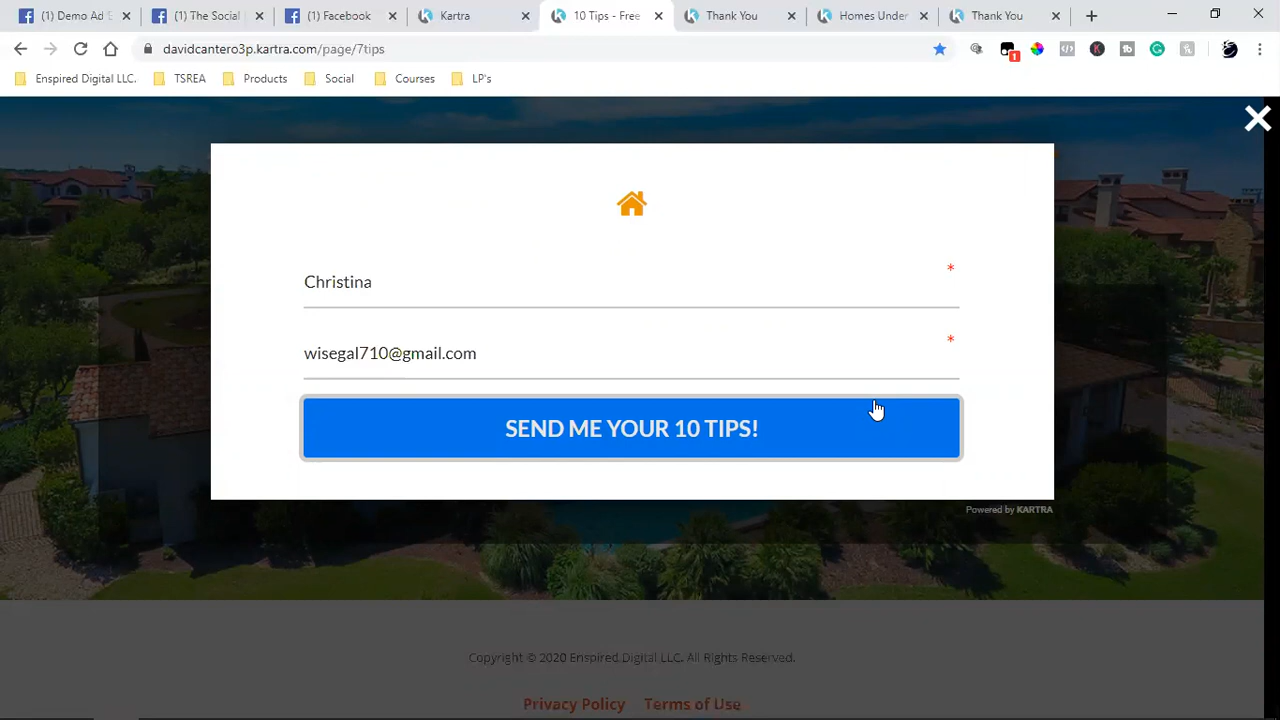 (1) Demo Ad S
(1) The Social
(1) Facebook
Kartra
10 Tips - Free
Thank You
Homes Under
Thank You
davidcantero3p.kartra.com/page/7tips
1
Enspired Digital LLC.
TSREA
Products
Social
Courses
LP's
Christina
*
wisegal710@gmail.com
*
SEND ME YOUR 10 TIPS!
Powered by KARTRA
Copyright © 2020 Enspired Digital LLC. All Rights Reserved.
Privacy Policy Terms of Use